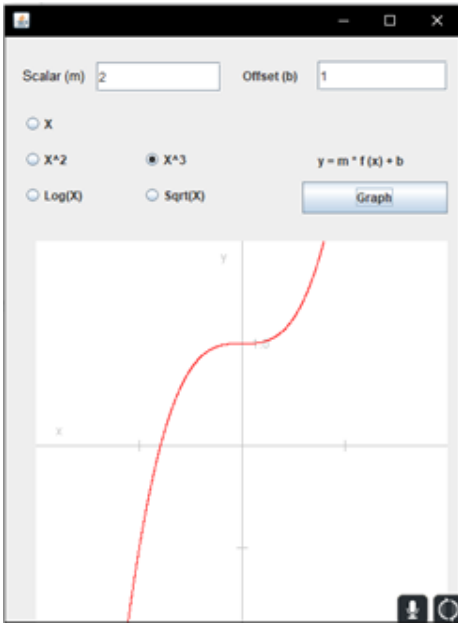 Scalar (m) 2 Offset (b) 1
X
X^2 X^3 y = m * f (x) + b
Log(X) Sqrt(X) Graph
y
x